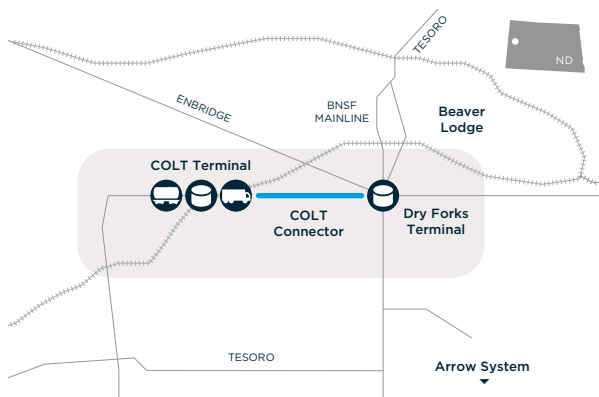 TESORO
ND
ENBRIDGE
BNSF
MAINLINE
Beaver
Lodge
COLT Terminal
COLT
Connector
Dry Forks
Terminal
TESORO
Arrow System